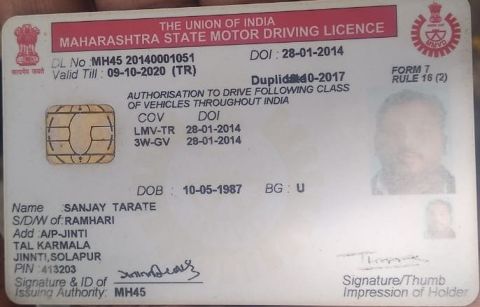 THE UNION OF INDIA
MAHARASHTRA STATE MOTOR DRIVING LICENCE
DL No :MH45 20140001051 DOI : 28-01-2014
Valid Till : 09-10-2020 (TR)
Duplicate 10-2017
FORM 7
RULE 16 (2)
AUTHORISATION TO DRIVE FOLLOWING CLASS
OF VEHICLES THROUGHOUT INDIA
COV DOI
LMV-TR 28-01-2014
3W-GV 28-01-2014
DOB : 10-05-1987 BG : U
Name : SANJAY TARATE
S/D/W of :RAMHARI
Add :A/P-JINTI
TAL KARMALA
JINNTI,SOLAPUR
PIN :413203
Signature & ID of
Issuing Authority: MH45
Signature/Thumb
Impression of Holder